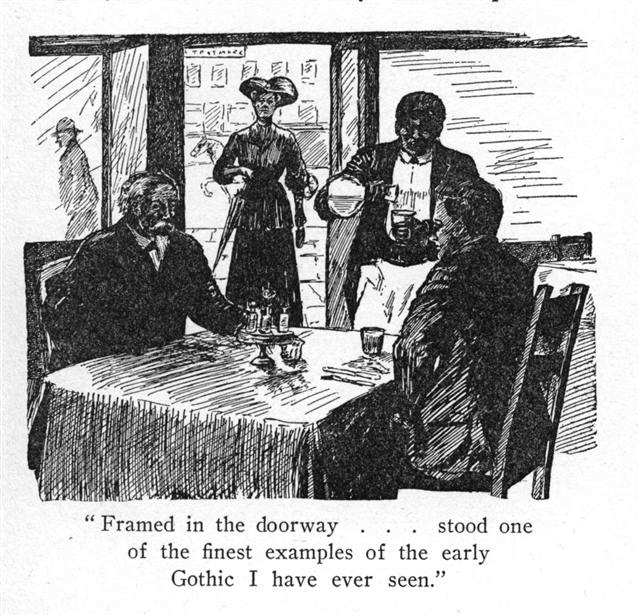 “Framed in the doorway . . . stood one
of the finest examples of the early
Gothic I have ever seen.”